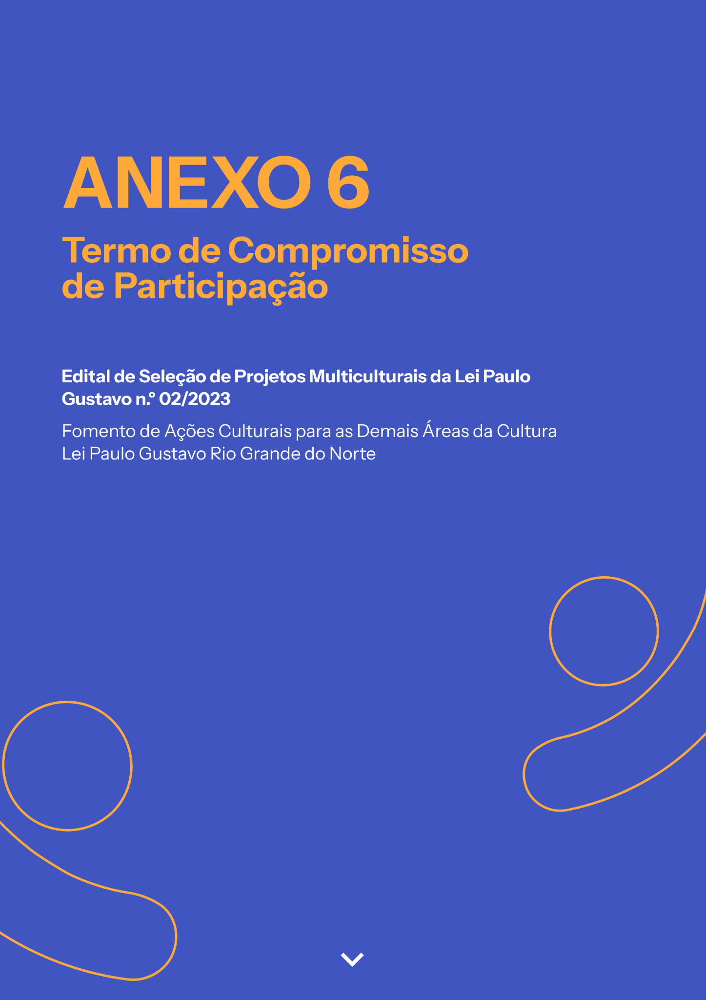 ANEXO 6
Termo de Compromisso
de Participação
Edital de Seleção de Projetos Multiculturais da Lei Paulo
Gustavo n.º 02/2023
Fomento de Ações Culturais para as Demais Áreas da Cultura
Lei Paulo Gustavo Rio Grande do Norte